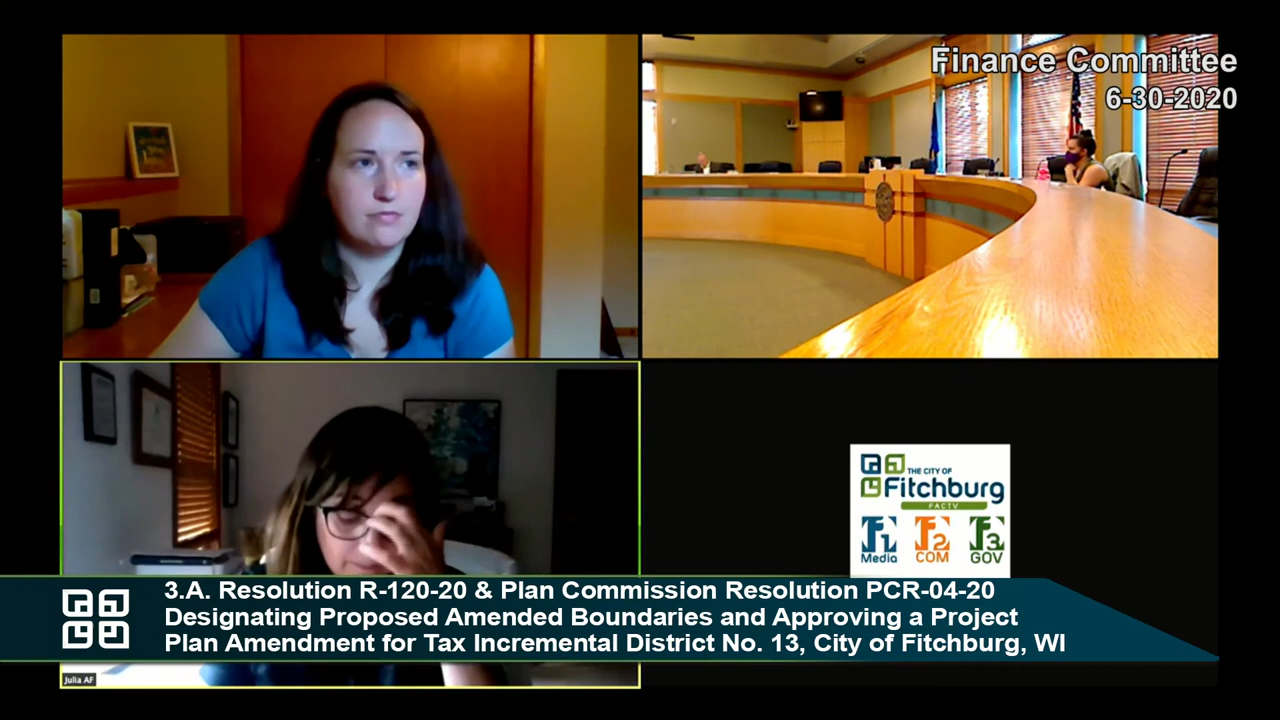 Finance Committee
6-30-2020
THE CITY OF
Fitchburg
FACTV
F1 F2 F3
Media COM GOV
3.A. Resolution R-120-20 & Plan Commission Resolution PCR-04-20
Designating Proposed Amended Boundaries and Approving a Project
Plan Amendment for Tax Incremental District No. 13, City of Fitchburg, WI
Julia AF